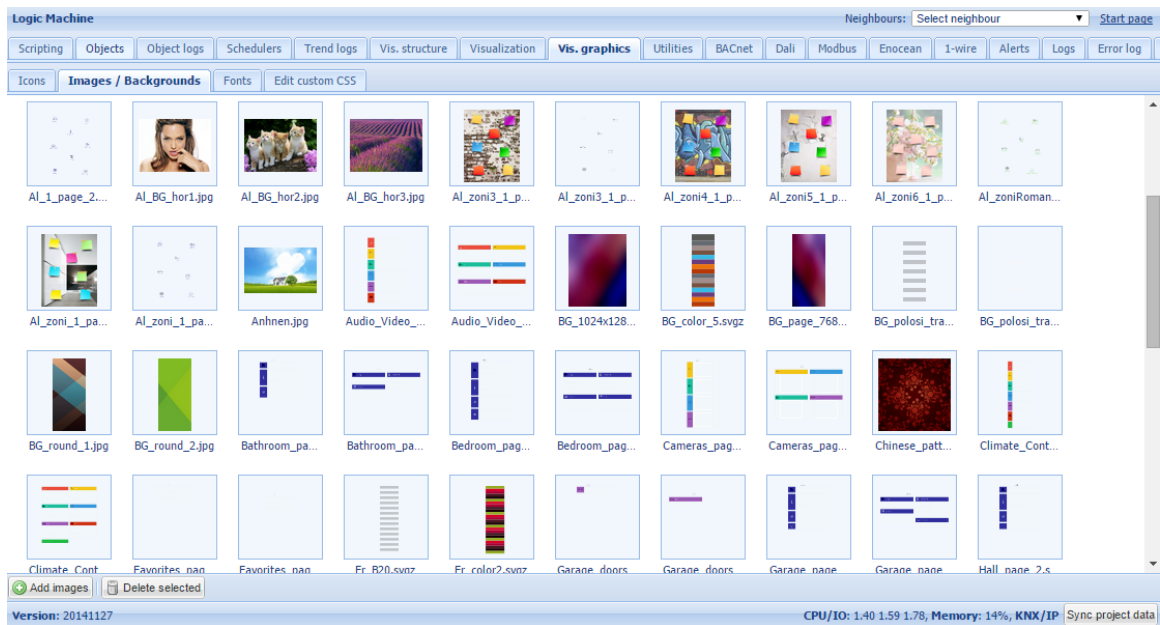 Logic Machine Neighbours: Select neighbour Start page
Scripting Objects Object logs Schedulers Trend logs Vis. structure Visualization Vis. graphics Utilities BACnet Dali Modbus Enocean 1-wire Alerts Logs Error log
Icons Images / Backgrounds Fonts Edit custom CSS
Al_1_page_2.... Al_BG_hor1.jpg Al_BG_hor2.jpg Al_BG_hor3.jpg Al_zoni3_1_p... Al_zoni3_1_p... Al_zoni4_1_p... Al_zoni5_1_p... Al_zoni6_1_p... Al_zoniRoman...
Al_zoni_1_pa... Al_zoni_1_pa... Anhnen.jpg Audio_Video_... Audio_Video_... BG_1024x128... BG_color_5.svgz BG_page_768... BG_polosi_tra... BG_polosi_tra...
BG_round_1.jpg BG_round_2.jpg Bathroom_pa... Bathroom_pa... Bedroom_pag... Bedroom_pag... Cameras_pag... Cameras_pag... Chinese_patt... Climate_Cont...
Climate_Cont... Favorites_pag... Favorites_pag... Fr_B20.svgz Fr_color2.svgz Garage_doors... Garage_doors... Garage_page... Garage_page... Hall_page_2.s...
Add images Delete selected
Version: 20141127 CPU/IO: 1.40 1.59 1.78, Memory: 14%, KNX/IP Sync project data